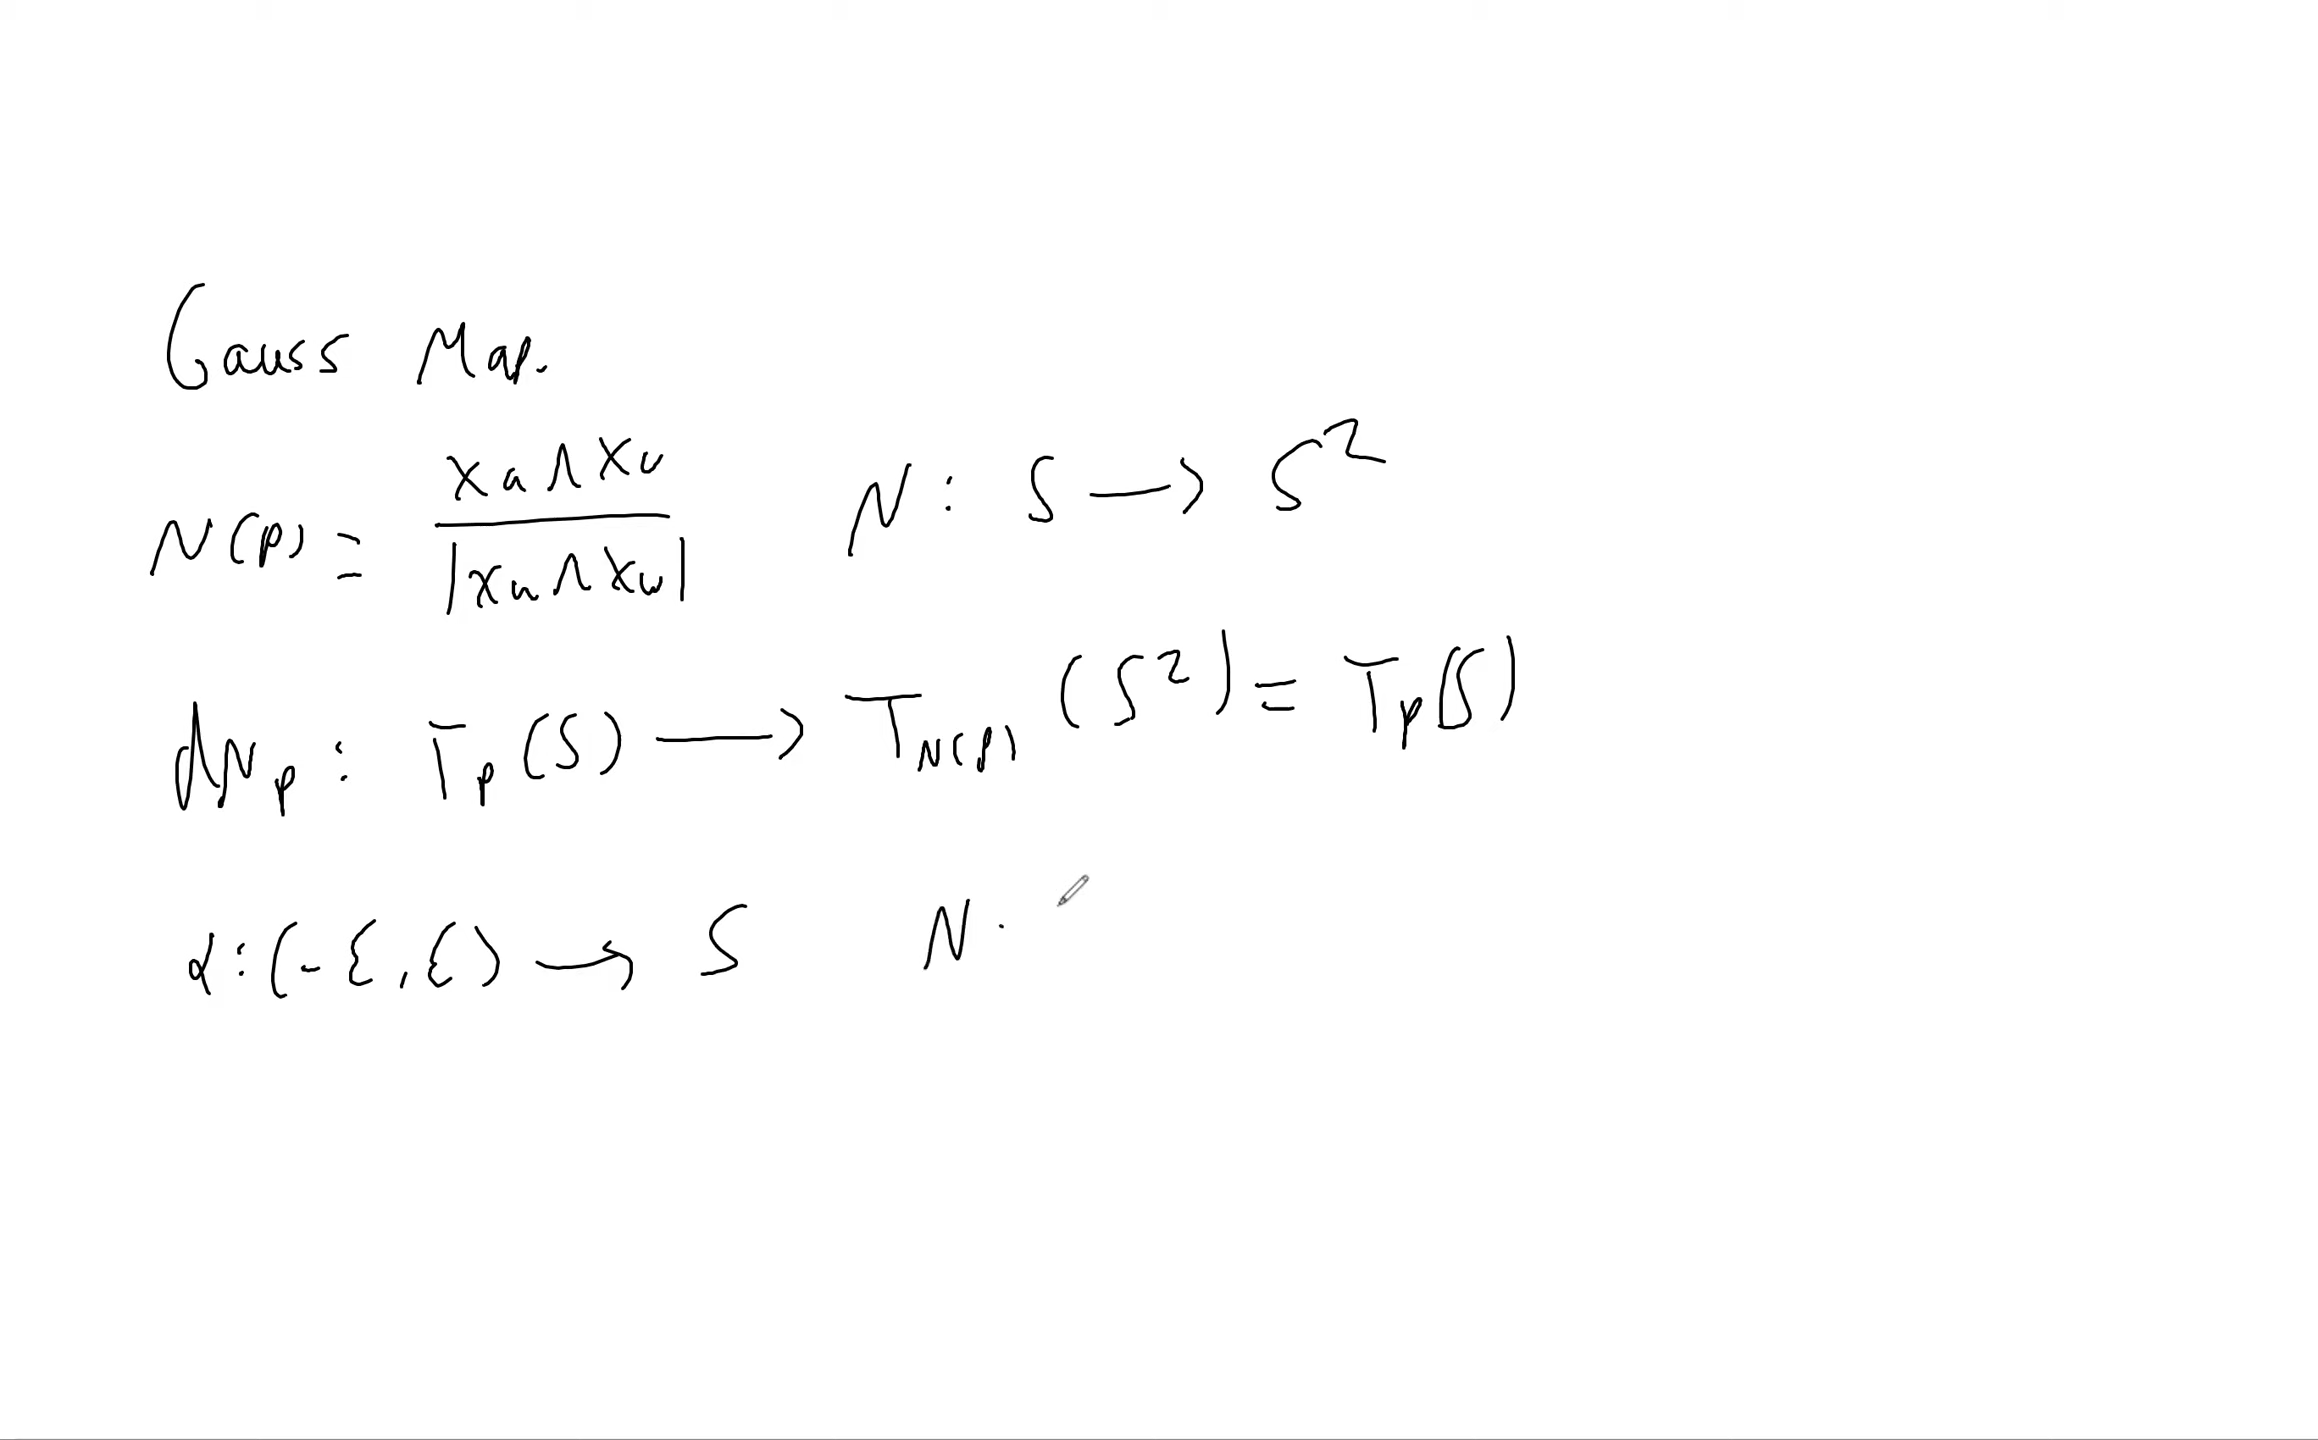 Gauss Map.
N(p) = x_u ∧ x_v / |x_u ∧ x_v|    N : S → S²
dN_p : T_p(S) → T_N(p)(S²) = T_p(S)
α : (-ε, ε) → S    N .